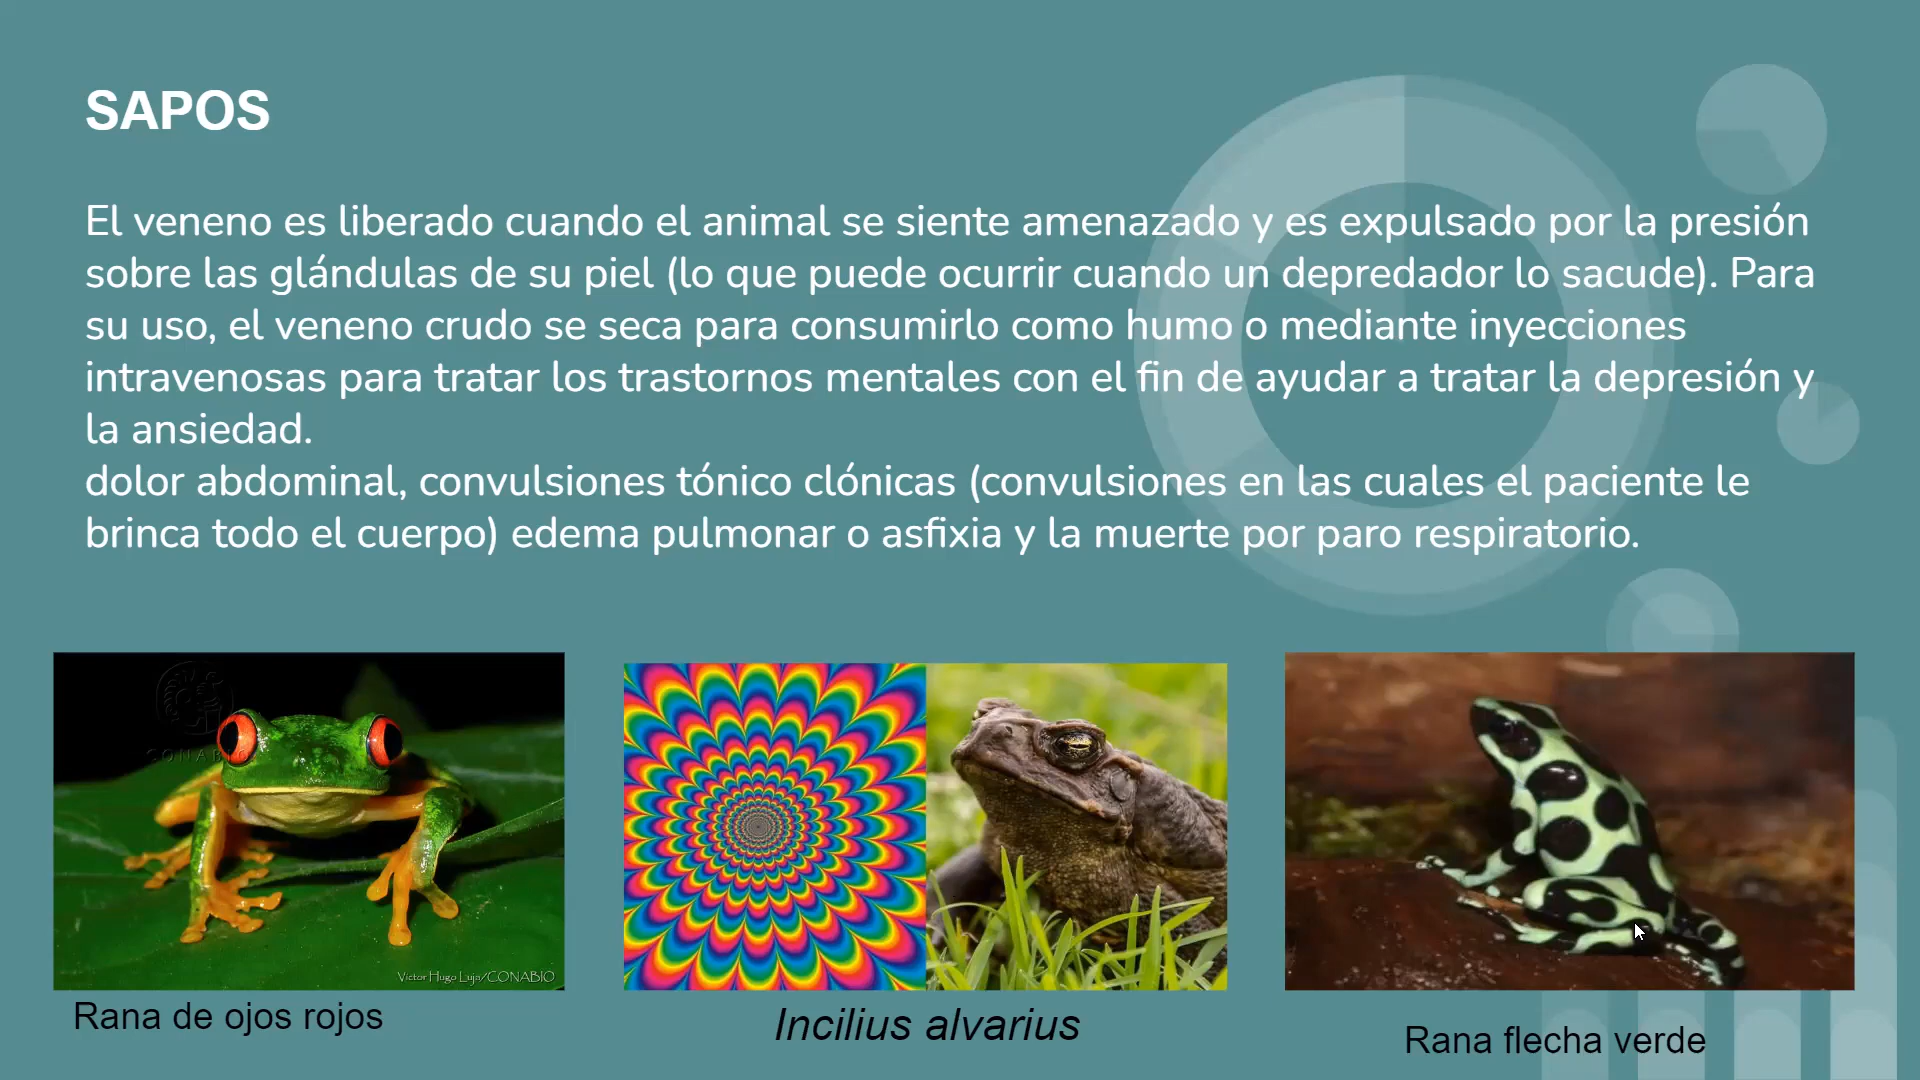 SAPOS
El veneno es liberado cuando el animal se siente amenazado y es expulsado por la presión
sobre las glándulas de su piel (lo que puede ocurrir cuando un depredador lo sacude). Para
su uso, el veneno crudo se seca para consumirlo como humo o mediante inyecciones
intravenosas para tratar los trastornos mentales con el fin de ayudar a tratar la depresión y
la ansiedad.
dolor abdominal, convulsiones tónico clónicas (convulsiones en las cuales el paciente le
brinca todo el cuerpo) edema pulmonar o asfixia y la muerte por paro respiratorio.
CONABIO
Victor Hugo Luja/CONABIO
Rana de ojos rojos
Incilius alvarius
Rana flecha verde